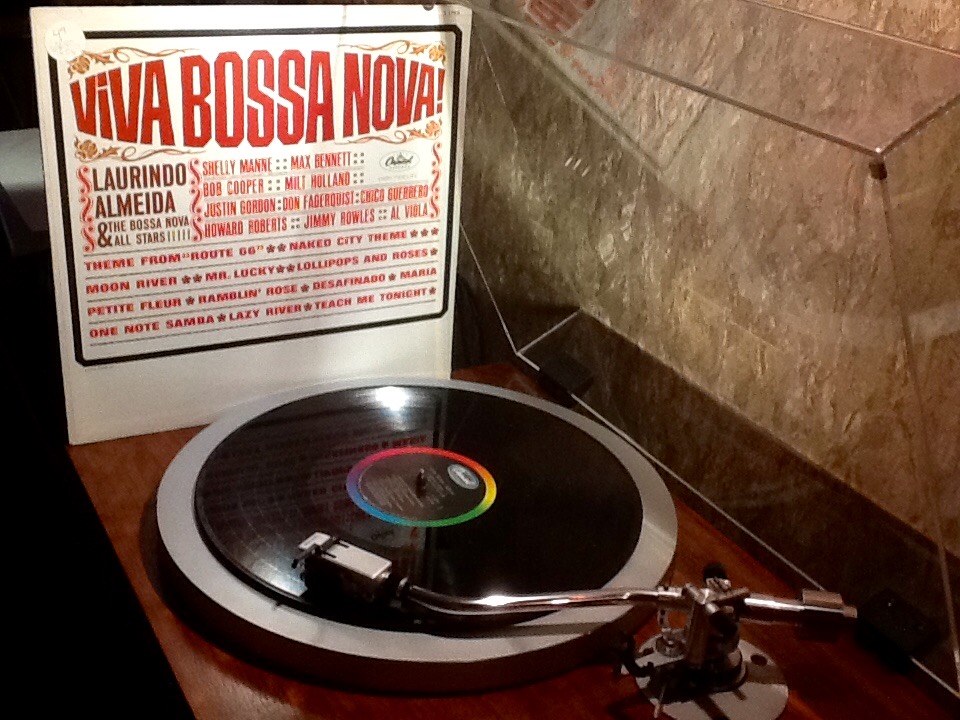 VIVA BOSSA NOVA!
LAURINDO
ALMEIDA
& THE BOSSA NOVA
ALL STARS !!!!!
SHELLY MANNE :: MAX BENNETT ::
BOB COOPER :: MILT HOLLAND ::
JUSTIN GORDON : DON FAGERQUIST : CHICO GUERRERO
HOWARD ROBERTS :: JIMMY ROWLES :: AL VIOLA
Capitol
THEME FROM "ROUTE 66" ★★ NAKED CITY THEME ★★★
MOON RIVER ★★ MR. LUCKY ★★ LOLLIPOPS AND ROSES ★
PETITE FLEUR ★ RAMBLIN' ROSE ★ DESAFINADO ★ MARIA
ONE NOTE SAMBA ★ LAZY RIVER ★ TEACH ME TONIGHT ★